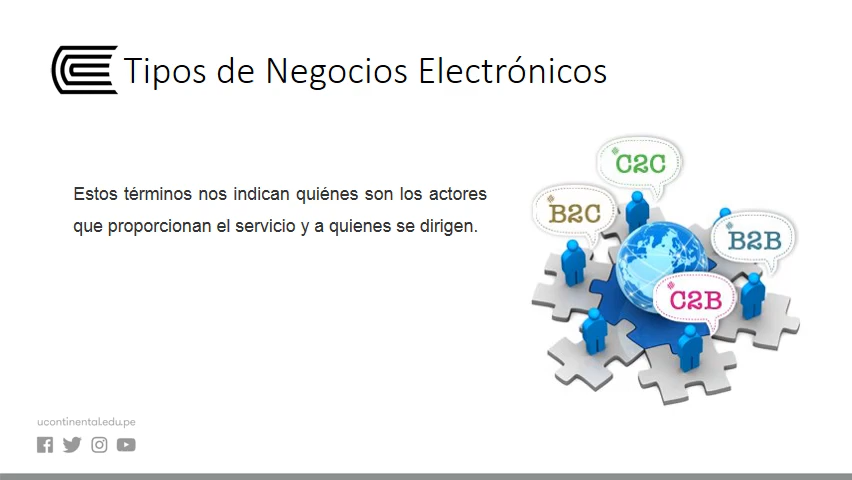 Tipos de Negocios Electrónicos
Estos términos nos indican quiénes son los actores
que proporcionan el servicio y a quienes se dirigen.
C2C
B2C
B2B
C2B
ucontinental.edu.pe